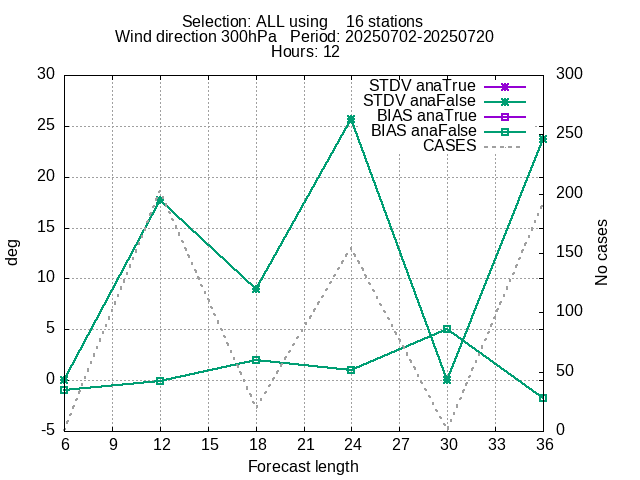 Selection: ALL using    16 stations
Wind direction 300hPa   Period: 20250702-20250720
Hours: 12
30
25
20
15
10
5
0
-5
deg
300
250
200
150
100
50
0
No cases
STDV anaTrue
STDV anaFalse
BIAS anaTrue
BIAS anaFalse
CASES
6 9 12 15 18 21 24 27 30 33 36
Forecast length